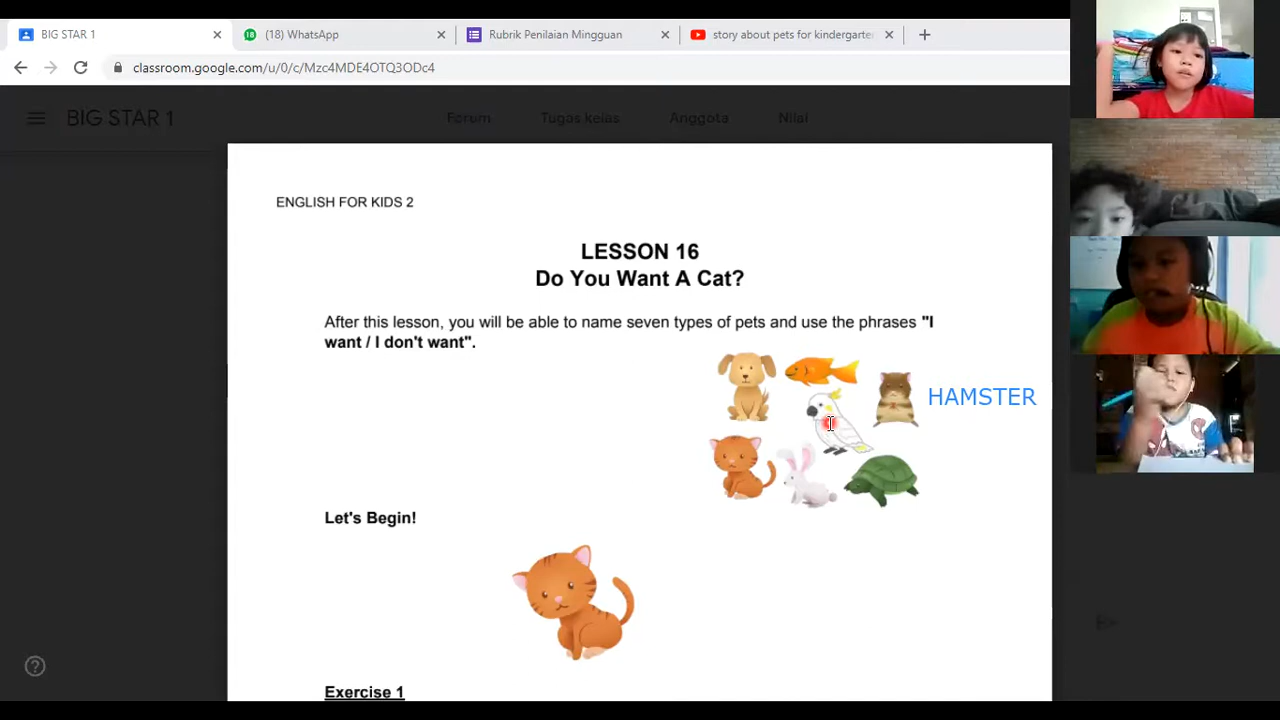 BIG STAR 1
(18) WhatsApp
Rubrik Penilaian Mingguan
story about pets for kindergarte
classroom.google.com/u/0/c/Mzc4MDE4OTQ3ODc4
BIG STAR 1
Forum
Tugas kelas
Anggota
Nilai
ENGLISH FOR KIDS 2
LESSON 16
Do You Want A Cat?
After this lesson, you will be able to name seven types of pets and use the phrases "I
want / I don't want".
HAMSTER
Let's Begin!
Exercise 1